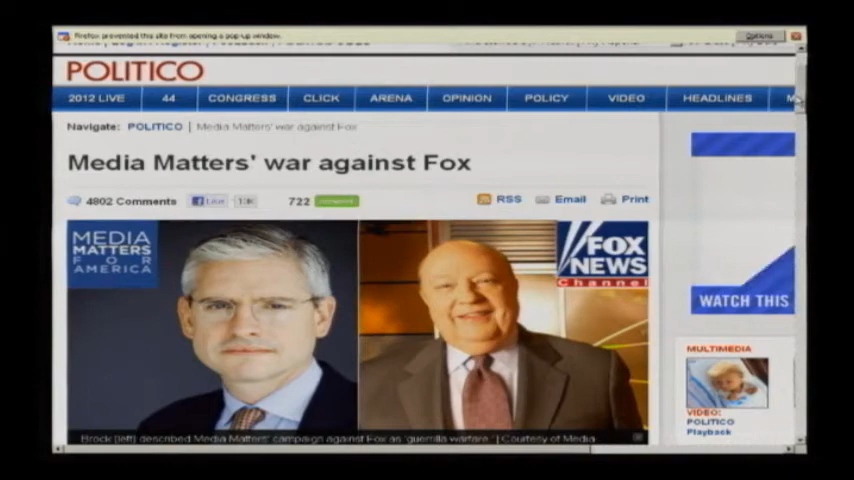 Firefox prevented this site from opening a pop-up window.
Options
POLITICO
2012 LIVE
44
CONGRESS
CLICK
ARENA
OPINION
POLICY
VIDEO
HEADLINES
Navigate: POLITICO | Media Matters' war against Fox
Media Matters' war against Fox
4802 Comments
Like
13K
722
RSS
Email
Print
MEDIA
MATTERS
FOR
AMERICA
FOX
NEWS
Channel
WATCH THIS
MULTIMEDIA
VIDEO:
POLITICO
Playback
Brock (left) described Media Matters' campaign against Fox as 'guerilla warfare.' | Courtesy of Media